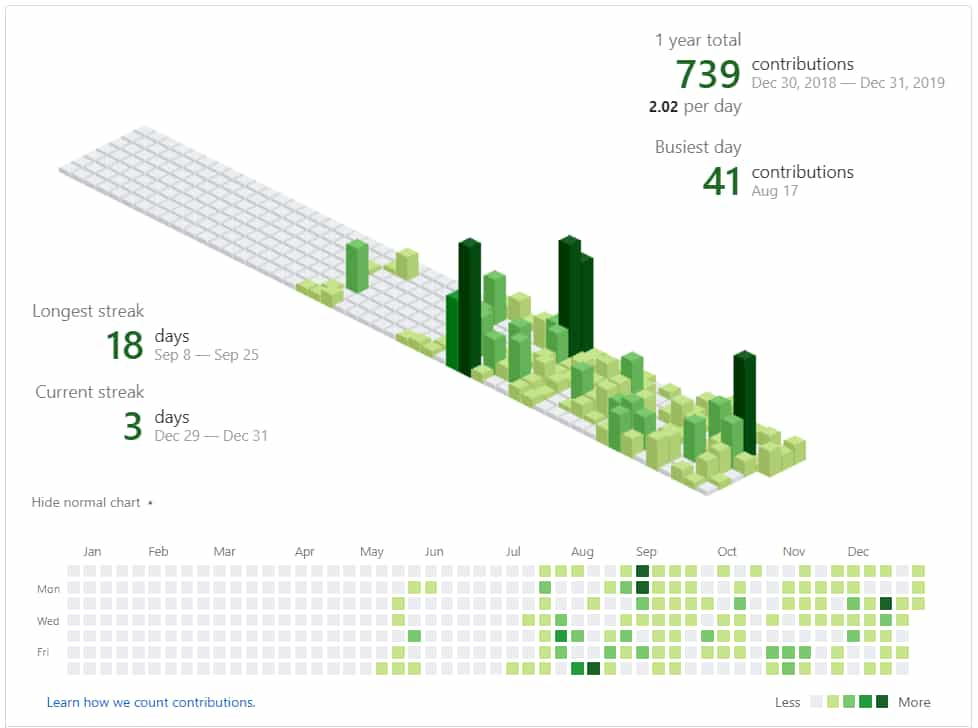 1 year total
739 contributions
Dec 30, 2018 — Dec 31, 2019
2.02 per day
Busiest day
41 contributions
Aug 17
Longest streak
18 days
Sep 8 — Sep 25
Current streak
3 days
Dec 29 — Dec 31
Hide normal chart
Jan Feb Mar Apr May Jun Jul Aug Sep Oct Nov Dec
Mon
Wed
Fri
Learn how we count contributions.
Less More